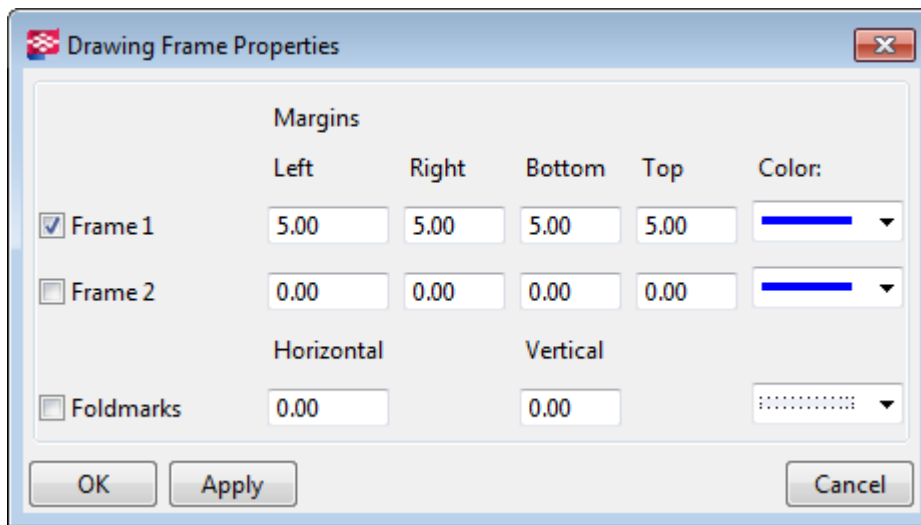 Drawing Frame Properties
Margins
Left Right Bottom Top Color:
Frame 1 5.00 5.00 5.00 5.00
Frame 2 0.00 0.00 0.00 0.00
Horizontal Vertical
Foldmarks 0.00 0.00
OK Apply Cancel